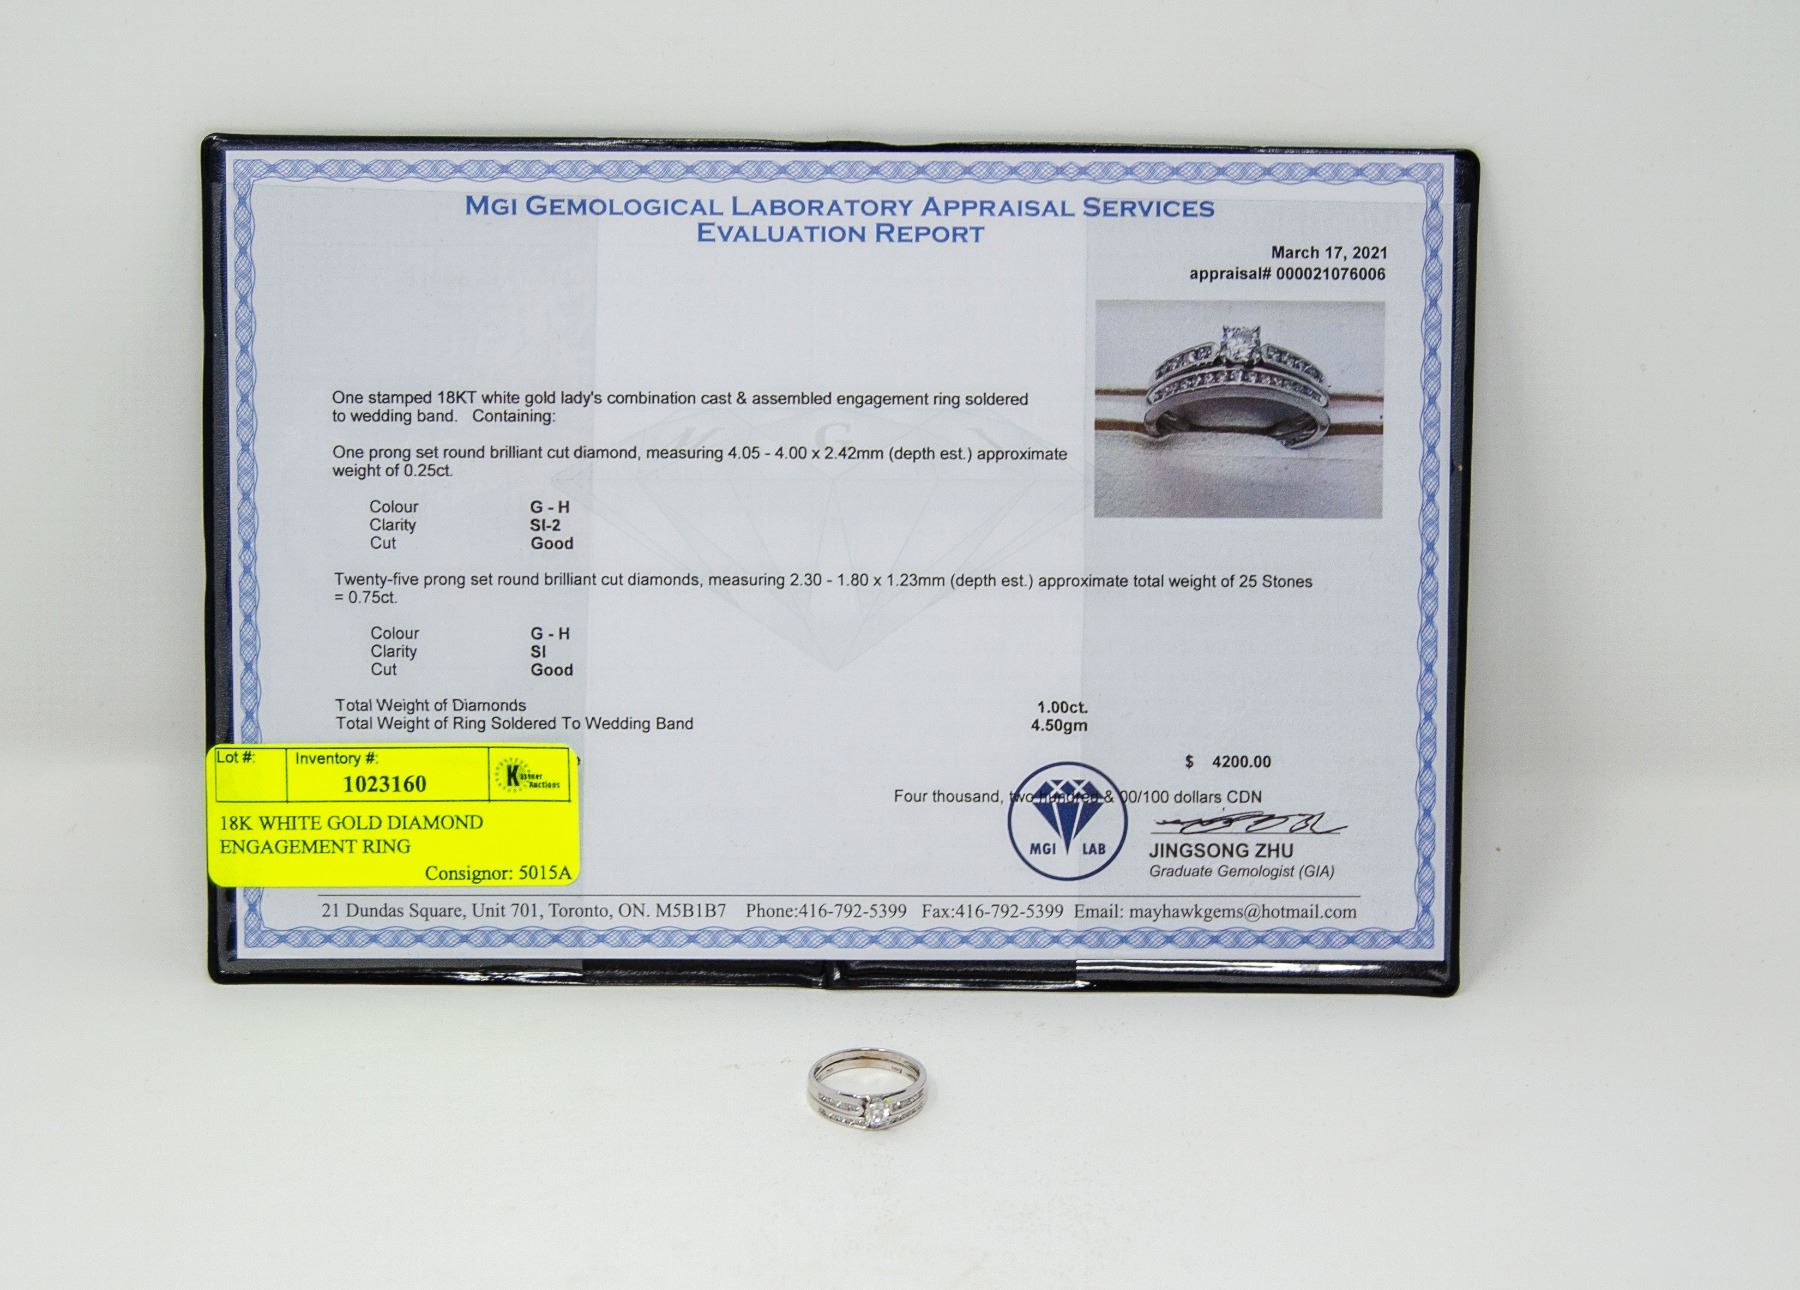 MGI GEMOLOGICAL LABORATORY APPRAISAL SERVICES
EVALUATION REPORT
March 17, 2021
appraisal# 000021076006
One stamped 18KT white gold lady's combination cast & assembled engagement ring soldered
to wedding band. Containing:
One prong set round brilliant cut diamond, measuring 4.05 - 4.00 x 2.42mm (depth est.) approximate
weight of 0.25ct.
Colour G - H
Clarity SI-2
Cut Good
Twenty-five prong set round brilliant cut diamonds, measuring 2.30 - 1.80 x 1.23mm (depth est.) approximate total weight of 25 Stones
= 0.75ct.
Colour G - H
Clarity SI
Cut Good
Total Weight of Diamonds 1.00ct.
Total Weight of Ring Soldered To Wedding Band 4.50gm
$ 4200.00
Four thousand, two hundred & 00/100 dollars CDN
MGI LAB
JINGSONG ZHU
Graduate Gemologist (GIA)
21 Dundas Square, Unit 701, Toronto, ON. M5B1B7 Phone:416-792-5399 Fax:416-792-5399 Email: mayhawkgems@hotmail.com
Lot #: Inventory #:
1023160
Kastner
Auctions
18K WHITE GOLD DIAMOND
ENGAGEMENT RING
Consignor: 5015A